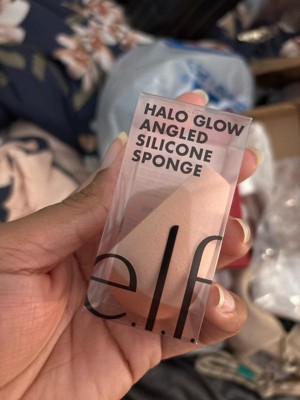 HALO GLOW
ANGLED
SILICONE
SPONGE
e.l.f.